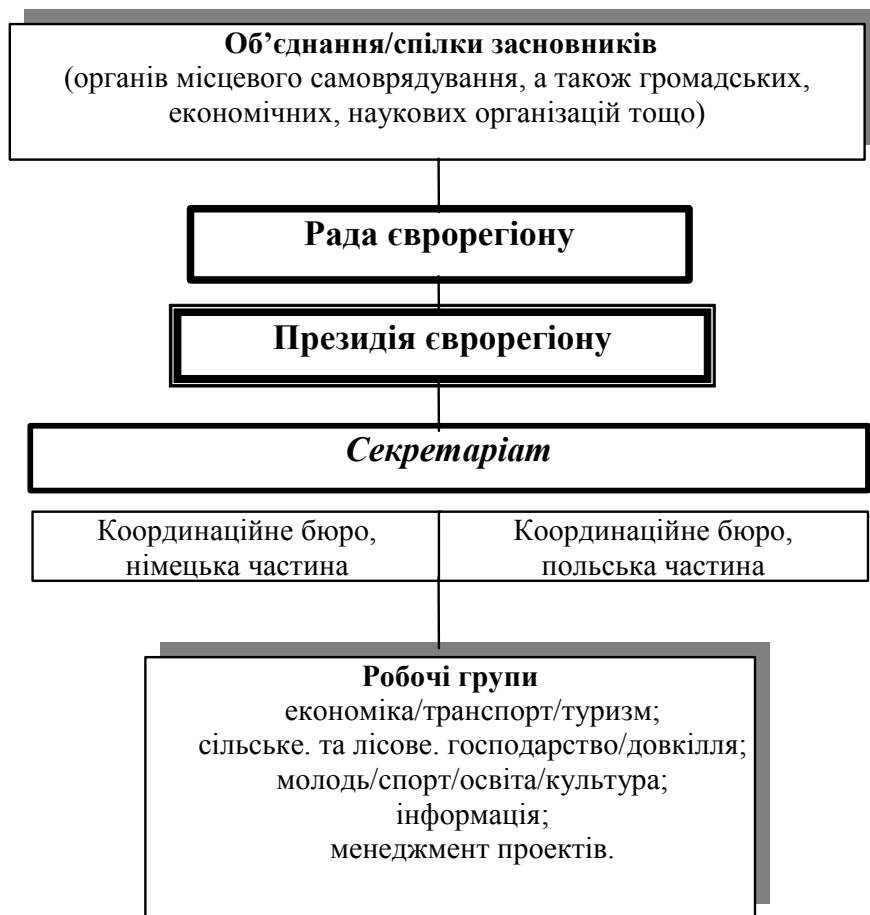 Об’єднання/спілки засновників
(органів місцевого самоврядування, а також громадських,
економічних, наукових організацій тощо)
Рада єврорегіону
Президія єврорегіону
Секретаріат
Координаційне бюро,
німецька частина
Координаційне бюро,
польська частина
Робочі групи
економіка/транспорт/туризм;
сільське. та лісове. господарство/довкілля;
молодь/спорт/освіта/культура;
інформація;
менеджмент проектів.